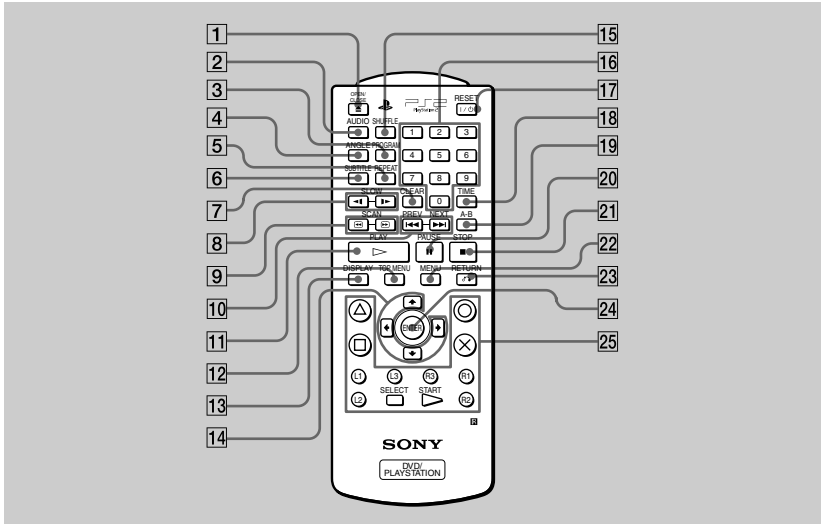 1
2
3
4
5
6
7
8
9
10
11
12
13
14
15
16
17
18
19
20
21
22
23
24
25
OPEN/
CLOSE
PS2
PlayStation 2
RESET
I / ⏻
AUDIO SHUFFLE
1 2 3
ANGLE PROGRAM
4 5 6
SUBTITLE REPEAT
7 8 9
SLOW CLEAR 0 TIME
SCAN PREV NEXT A-B
PLAY PAUSE STOP
DISPLAY TOP MENU MENU RETURN
ENTER
L1 L3 R3 R1
SELECT START
L2 R2
R
SONY
DVD/
PLAYSTATION